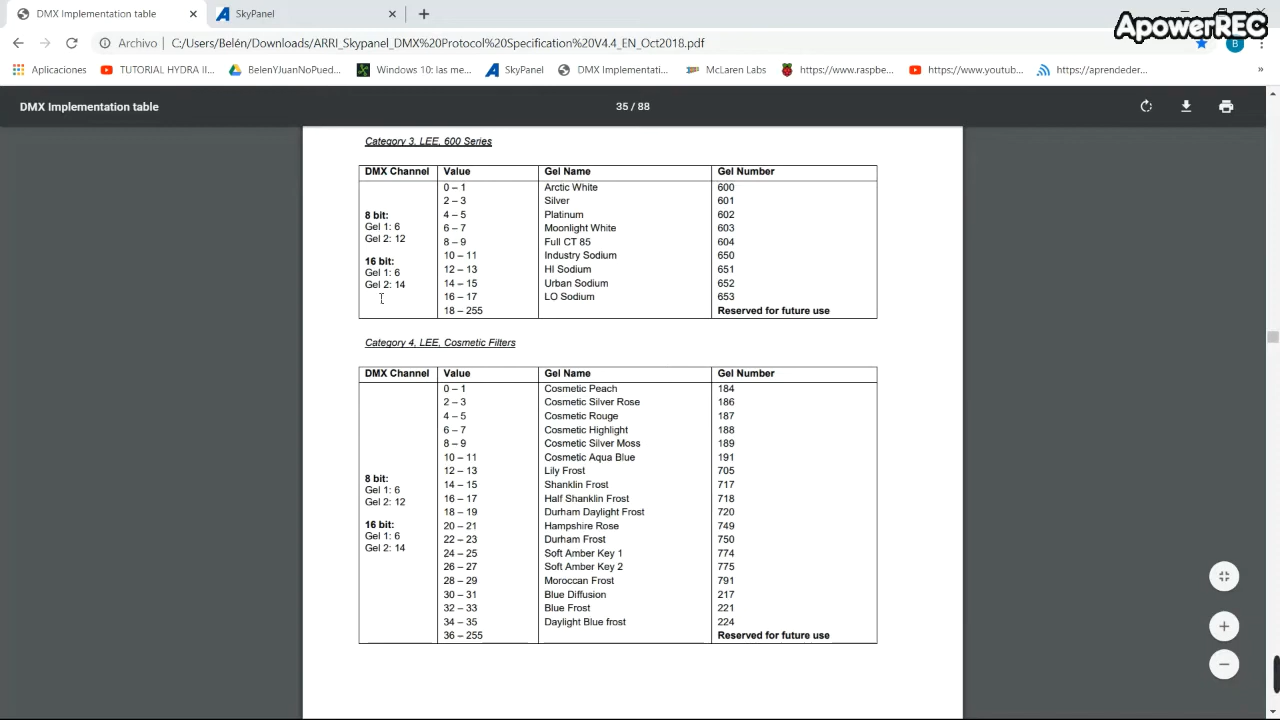 DMX Implementation table
SkyPanel
ApowerREC
Archivo
C:/Users/Belén/Downloads/ARRI_Skypanel_DMX%20Protocol%20Specification%20V4.4_EN_Oct2018.pdf
B
Aplicaciones
TUTORIAL HYDRA II...
BelenYJuanNoPued...
Windows 10: las me...
SkyPanel
DMX Implementati...
McLaren Labs
https://www.raspbe...
https://www.youtub...
https://aprendeder...
»
DMX Implementation table
35 / 88
Category 3, LEE, 600 Series
DMX Channel Value Gel Name Gel Number
8 bit:
Gel 1: 6
Gel 2: 12
16 bit:
Gel 1: 6
Gel 2: 14
0 – 1 Arctic White 600
2 – 3 Silver 601
4 – 5 Platinum 602
6 – 7 Moonlight White 603
8 – 9 Full CT 85 604
10 – 11 Industry Sodium 650
12 – 13 HI Sodium 651
14 – 15 Urban Sodium 652
16 – 17 LO Sodium 653
18 – 255 Reserved for future use
Category 4, LEE, Cosmetic Filters
DMX Channel Value Gel Name Gel Number
8 bit:
Gel 1: 6
Gel 2: 12
16 bit:
Gel 1: 6
Gel 2: 14
0 – 1 Cosmetic Peach 184
2 – 3 Cosmetic Silver Rose 186
4 – 5 Cosmetic Rouge 187
6 – 7 Cosmetic Highlight 188
8 – 9 Cosmetic Silver Moss 189
10 – 11 Cosmetic Aqua Blue 191
12 – 13 Lily Frost 705
14 – 15 Shanklin Frost 717
16 – 17 Half Shanklin Frost 718
18 – 19 Durham Daylight Frost 720
20 – 21 Hampshire Rose 749
22 – 23 Durham Frost 750
24 – 25 Soft Amber Key 1 774
26 – 27 Soft Amber Key 2 775
28 – 29 Moroccan Frost 791
30 – 31 Blue Diffusion 217
32 – 33 Blue Frost 221
34 – 35 Daylight Blue frost 224
36 – 255 Reserved for future use